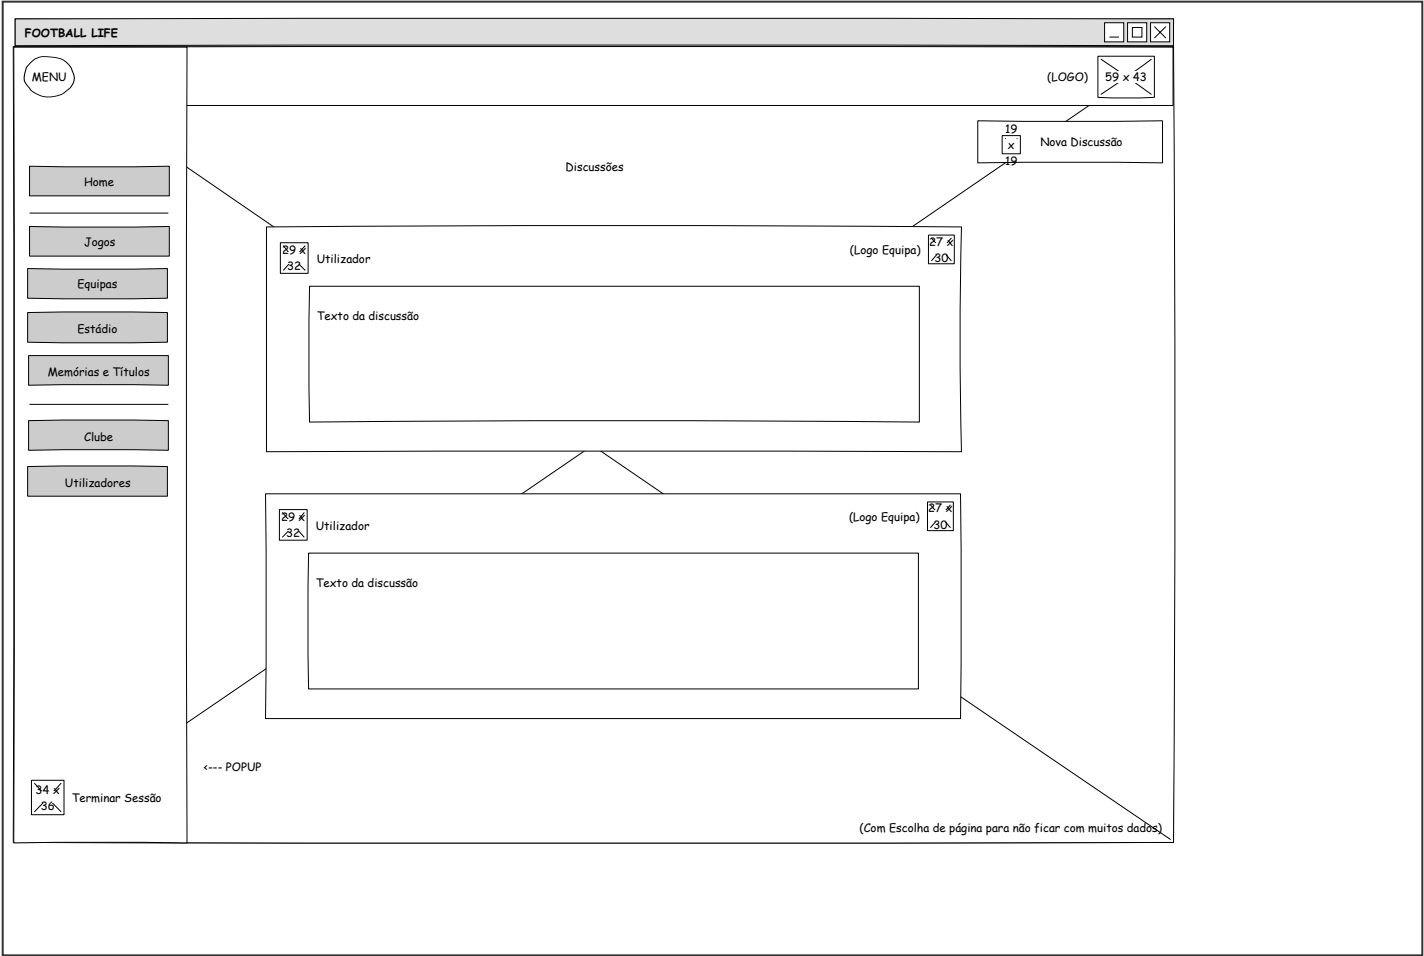 FOOTBALL LIFE
MENU
(LOGO)
59 x 43
19
x
19
Nova Discussão
Discussões
Home
Jogos
Equipas
Estádio
Memórias e Títulos
Clube
Utilizadores
29 x
32
Utilizador
(Logo Equipa)
27 x
30
Texto da discussão
29 x
32
Utilizador
(Logo Equipa)
27 x
30
Texto da discussão
<--- POPUP
34 x
36
Terminar Sessão
(Com Escolha de página para não ficar com muitos dados)